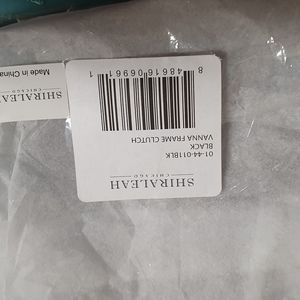 SHIRALEAH
CHICAGO
01-44-011BLK
BLACK
VANNA FRAME CLUTCH
8 48616 06961 1
SHIRALEAH
CHICAGO
Made in China